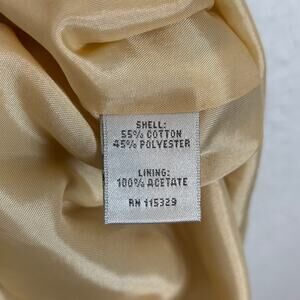 SHELL:
55% COTTON
45% POLYESTER
LINING:
100% ACETATE
RN 115329